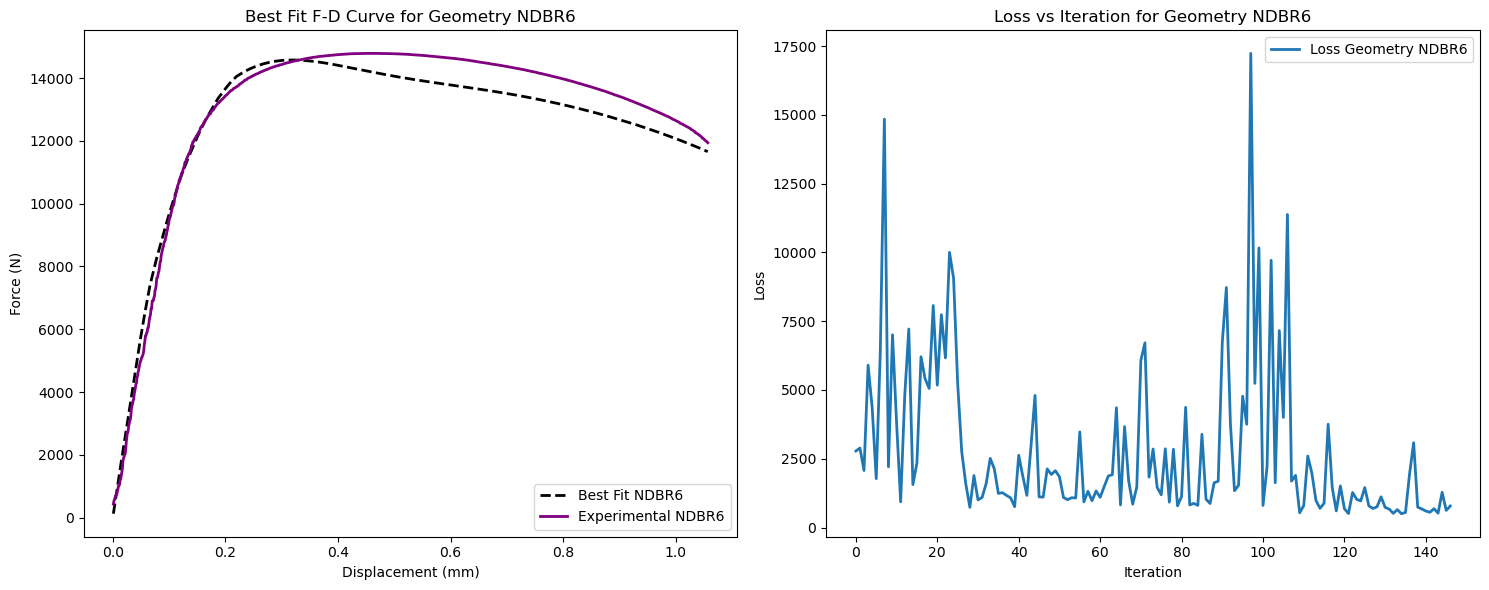 Best Fit F-D Curve for Geometry NDBR6
Force (N)
14000
12000
10000
8000
6000
4000
2000
0
0.0 0.2 0.4 0.6 0.8 1.0
Displacement (mm)
Best Fit NDBR6
Experimental NDBR6
Loss vs Iteration for Geometry NDBR6
Loss
17500
15000
12500
10000
7500
5000
2500
0
0 20 40 60 80 100 120 140
Iteration
Loss Geometry NDBR6